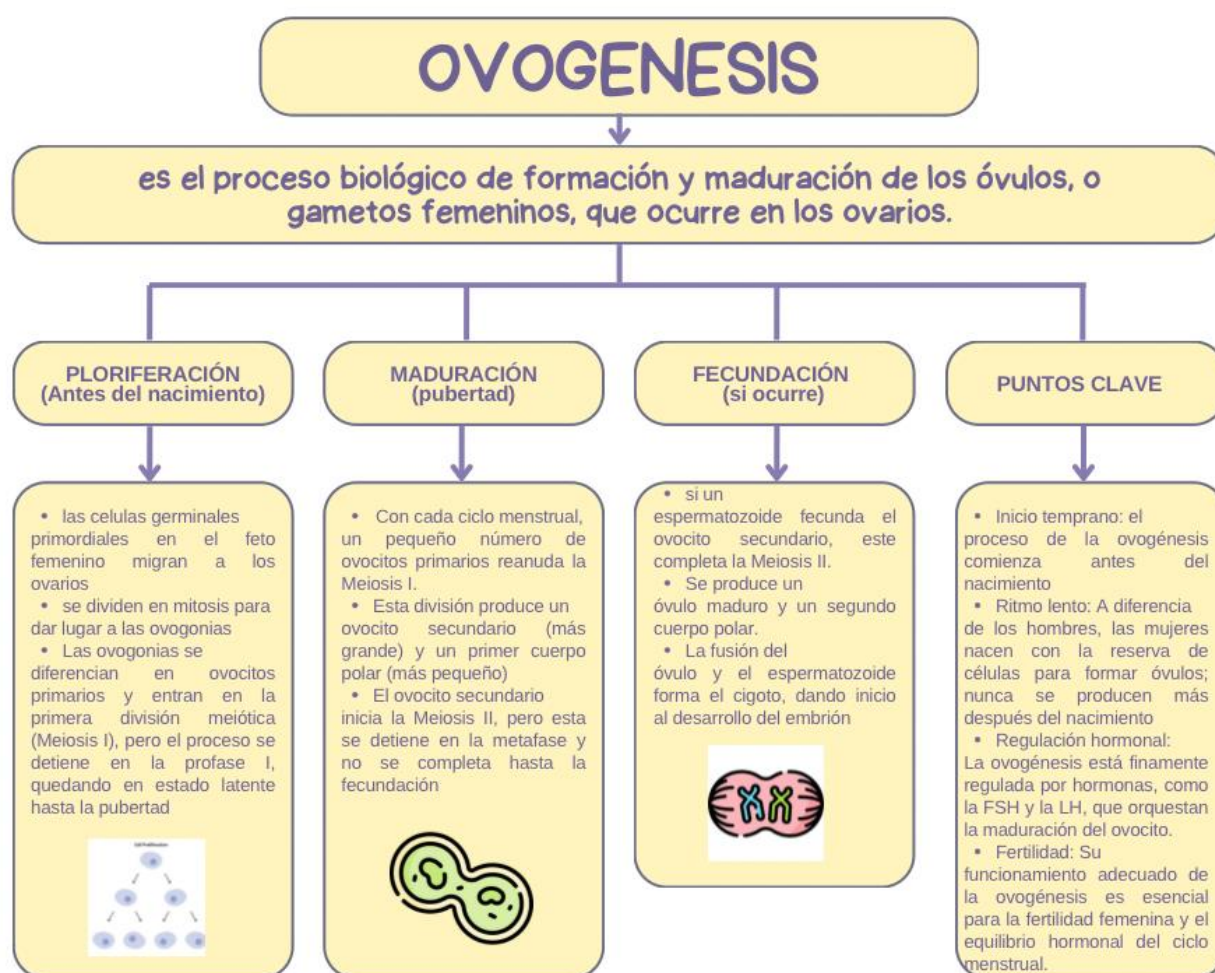 OVOGENESIS
es el proceso biológico de formación y maduración de los óvulos, o
gametos femeninos, que ocurre en los ovarios.
PLORIFERACIÓN
(Antes del nacimiento)
• las celulas germinales
primordiales en el feto
femenino migran a los
ovarios
• se dividen en mitosis para
dar lugar a las ovogonias
• Las ovogonias se
diferencian en ovocitos
primarios y entran en la
primera división meiótica
(Meiosis I), pero el proceso se
detiene en la profase I,
quedando en estado latente
hasta la pubertad
Cell Proliferation
MADURACIÓN
(pubertad)
• Con cada ciclo menstrual,
un pequeño número de
ovocitos primarios reanuda la
Meiosis I.
• Esta división produce un
ovocito secundario (más
grande) y un primer cuerpo
polar (más pequeño)
• El ovocito secundario
inicia la Meiosis II, pero esta
se detiene en la metafase y
no se completa hasta la
fecundación
FECUNDACIÓN
(si ocurre)
• si un
espermatozoide fecunda el
ovocito secundario, este
completa la Meiosis II.
• Se produce un
óvulo maduro y un segundo
cuerpo polar.
• La fusión del
óvulo y el espermatozoide
forma el cigoto, dando inicio
al desarrollo del embrión
PUNTOS CLAVE
• Inicio temprano: el
proceso de la ovogénesis
comienza antes del
nacimiento
• Ritmo lento: A diferencia
de los hombres, las mujeres
nacen con la reserva de
células para formar óvulos;
nunca se producen más
después del nacimiento
• Regulación hormonal:
La ovogénesis está finamente
regulada por hormonas, como
la FSH y la LH, que orquestan
la maduración del ovocito.
• Fertilidad: Su
funcionamiento adecuado de
la ovogénesis es esencial
para la fertilidad femenina y el
equilibrio hormonal del ciclo
menstrual.